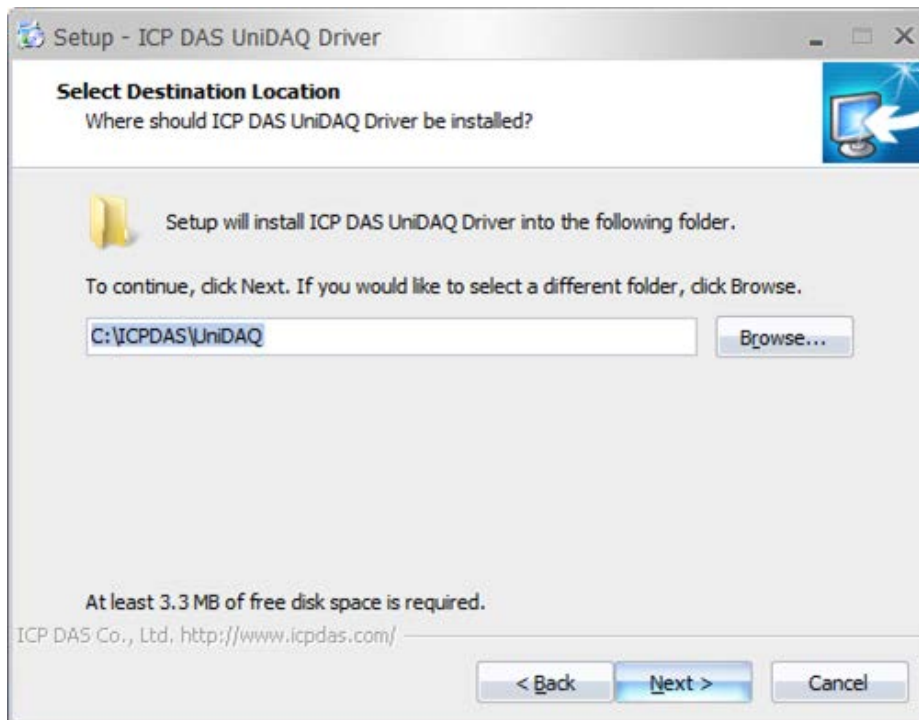 Setup - ICP DAS UniDAQ Driver
Select Destination Location
Where should ICP DAS UniDAQ Driver be installed?
Setup will install ICP DAS UniDAQ Driver into the following folder.
To continue, click Next. If you would like to select a different folder, click Browse.
C:\ICPDAS\UniDAQ
Browse...
At least 3.3 MB of free disk space is required.
ICP DAS Co., Ltd. http://www.icpdas.com/
< Back
Next >
Cancel